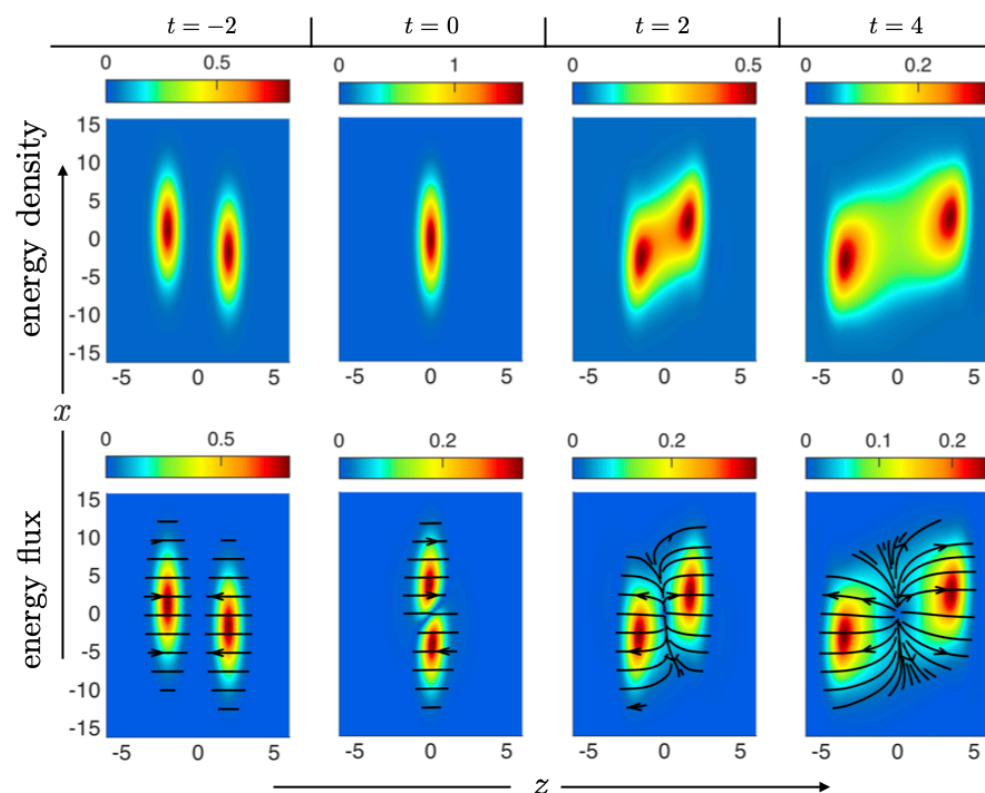 t = −2 t = 0 t = 2 t = 4
0 0.5 0 1 0 0.5 0 0.2
energy density
15
10
5
0
-5
-10
-15
-5 0 5 -5 0 5 -5 0 5 -5 0 5
x
0 0.5 0 0.2 0 0.2 0 0.1 0.2
energy flux
15
10
5
0
-5
-10
-15
-5 0 5 -5 0 5 -5 0 5 -5 0 5
z